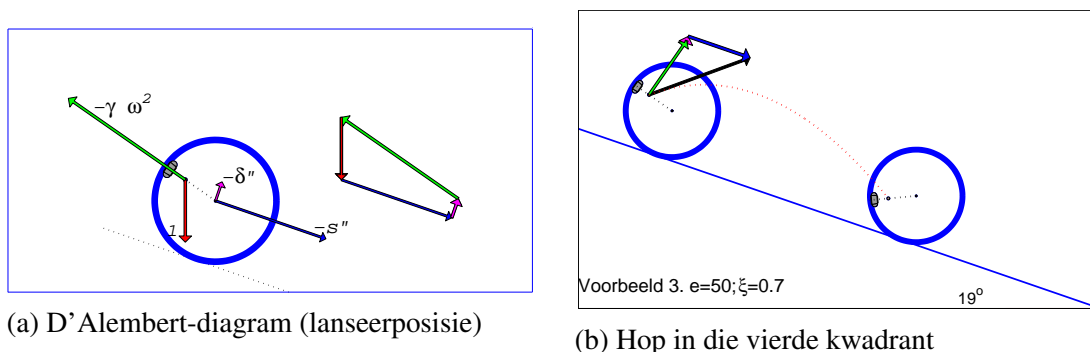 −γ ω²
−δ″
1
−s″
(a) D'Alembert-diagram (lanseerposisie)
Voorbeeld 3. e=50;ξ=0.7
19°
(b) Hop in die vierde kwadrant